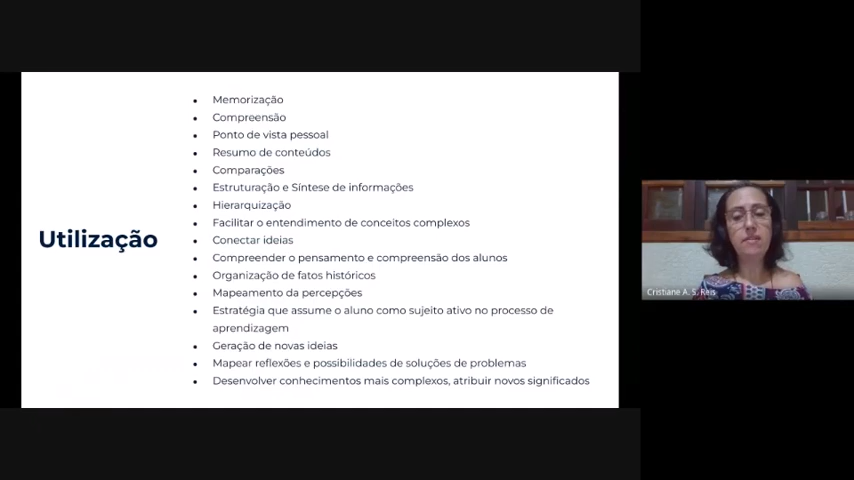 Utilização
Memorização
Compreensão
Ponto de vista pessoal
Resumo de conteúdos
Comparações
Estruturação e Síntese de informações
Hierarquização
Facilitar o entendimento de conceitos complexos
Conectar ideias
Compreender o pensamento e compreensão dos alunos
Organização de fatos históricos
Mapeamento da percepções
Estratégia que assume o aluno como sujeito ativo no processo de
aprendizagem
Geração de novas ideias
Mapear reflexões e possibilidades de soluções de problemas
Desenvolver conhecimentos mais complexos, atribuir novos significados
Cristiane A. S. Reis